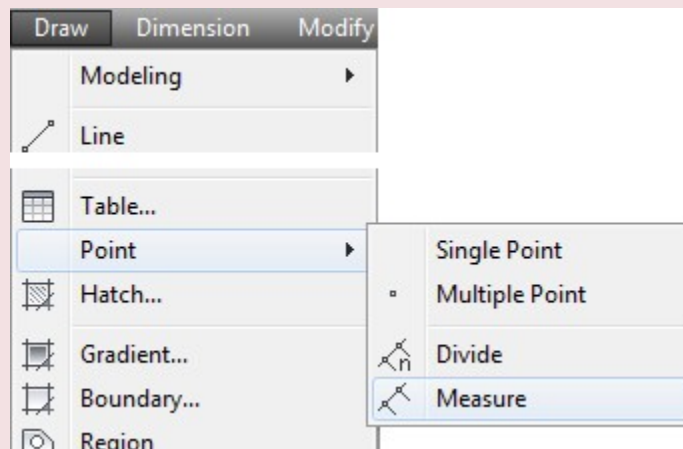 Draw Dimension Modify
Modeling
Line
Table...
Point
Single Point
Hatch...
Multiple Point
Gradient...
Divide
Boundary...
Measure
Region